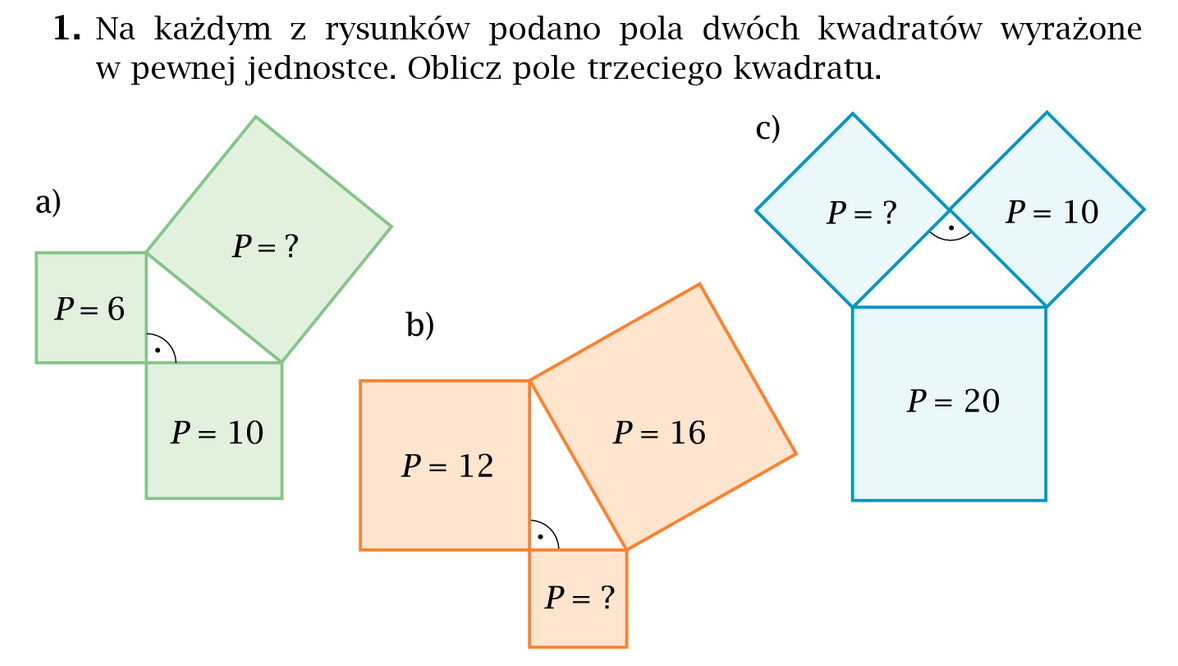 1. Na każdym z rysunków podano pola dwóch kwadratów wyrażone
w pewnej jednostce. Oblicz pole trzeciego kwadratu.
a)
P = ?
P = 6
P = 10
b)
P = 12
P = 16
P = ?
c)
P = ?
P = 10
P = 20